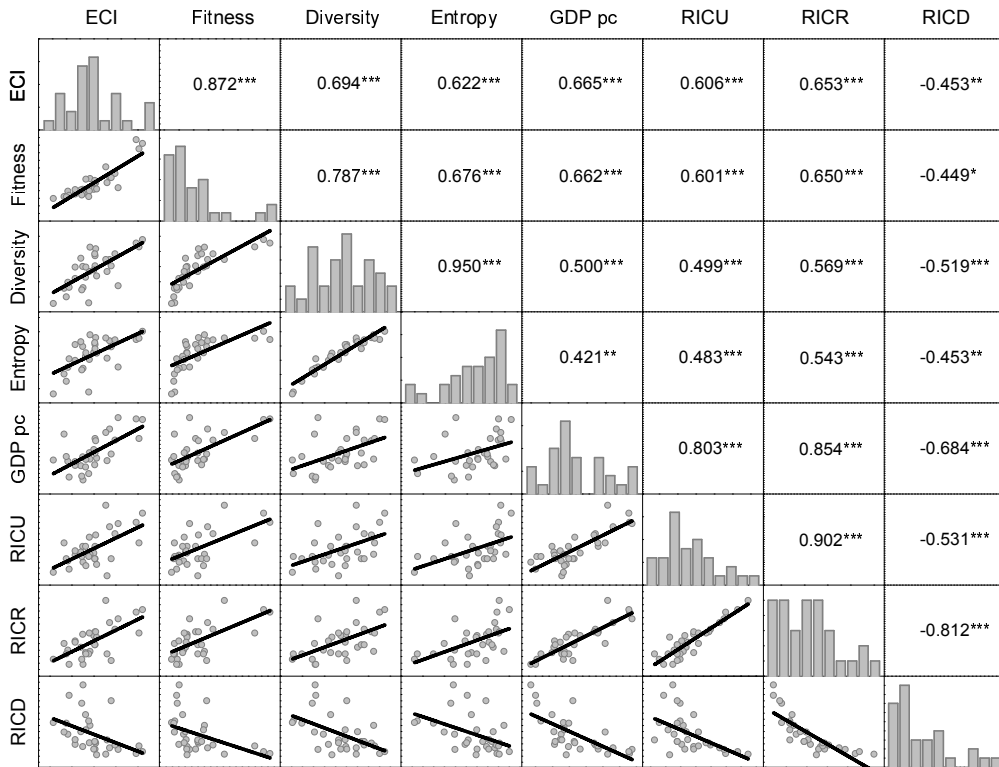 ECI Fitness Diversity Entropy GDP pc RICU RICR RICD
ECI 0.872*** 0.694*** 0.622*** 0.665*** 0.606*** 0.653*** -0.453**
Fitness 0.787*** 0.676*** 0.662*** 0.601*** 0.650*** -0.449*
Diversity 0.950*** 0.500*** 0.499*** 0.569*** -0.519***
Entropy 0.421** 0.483*** 0.543*** -0.453**
GDP pc 0.803*** 0.854*** -0.684***
RICU 0.902*** -0.531***
RICR -0.812***
RICD